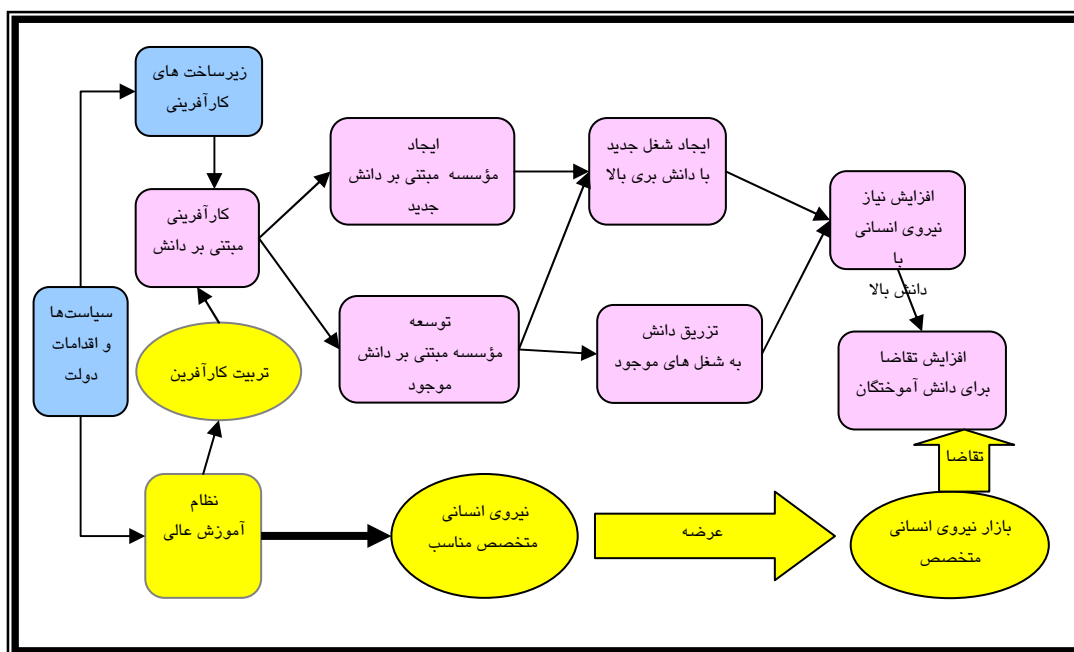 زیرساخت های
کارآفرینی
کارآفرینی
مبتنی بر دانش
سیاست‌ها
و اقدامات
دولت
تربیت کارآفرین
نظام
آموزش عالی
ایجاد
مؤسسه مبتنی بر دانش
جدید
توسعه
مؤسسه مبتنی بر دانش
موجود
ایجاد شغل جدید
با دانش بری بالا
تزریق دانش
به شغل های موجود
افزایش نیاز
نیروی انسانی
با
دانش بالا
افزایش تقاضا
برای دانش آموختگان
تقاضا
نیروی انسانی
متخصص مناسب
عرضه
بازار نیروی انسانی
متخصص